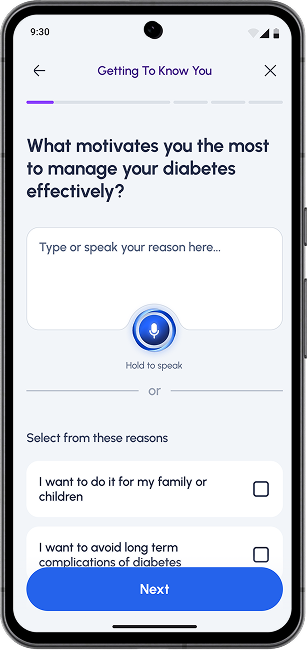 9:30
Getting To Know You
What motivates you the most
to manage your diabetes
effectively?
Type or speak your reason here...
Hold to speak
or
Select from these reasons
I want to do it for my family or
children
I want to avoid long term
complications of diabetes
Next